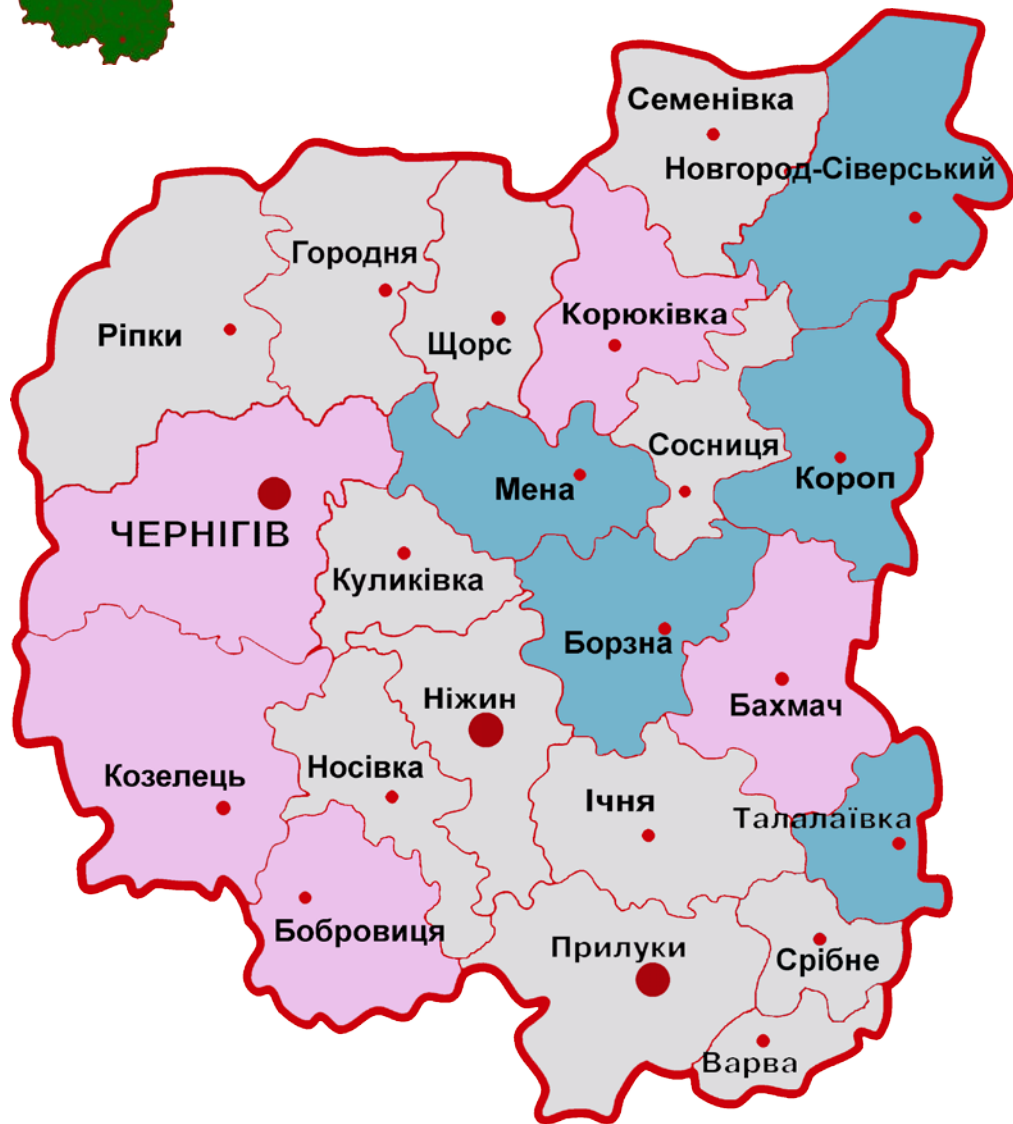 Семенівка
Новгород-Сіверський
Городня
Корюківка
Ріпки
Щорс
Сосниця
Короп
Мена
ЧЕРНІГІВ
Куликівка
Борзна
Ніжин
Бахмач
Носівка
Козелець
Ічня
Талалаївка
Бобровиця
Прилуки
Срібне
Варва